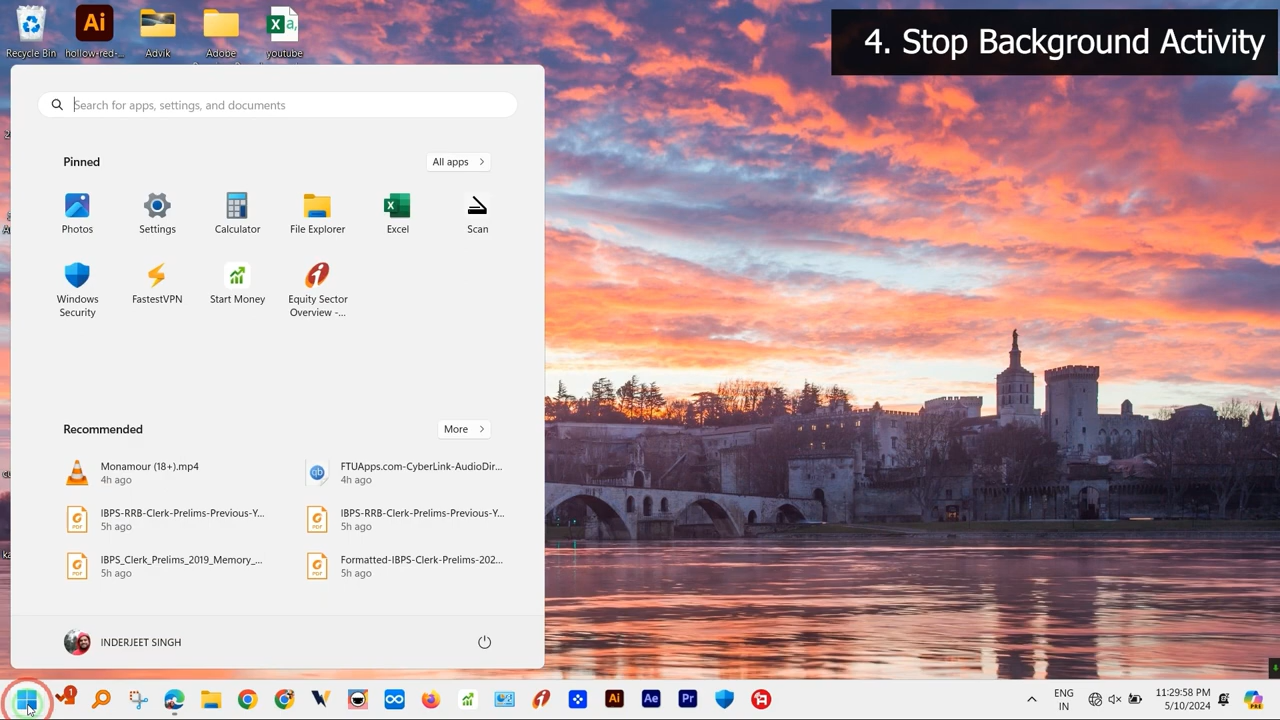 Recycle Bin
hollow-red-...
Advik
Adobe
youtube
4. Stop Background Activity
Search for apps, settings, and documents
Pinned
All apps
Photos
Settings
Calculator
File Explorer
Excel
Scan
Windows
Security
FastestVPN
Start Money
Equity Sector
Overview -...
Recommended
More
Monamour (18+).mp4
4h ago
FTUApps.com-CyberLink-AudioDir...
4h ago
IBPS-RRB-Clerk-Prelims-Previous-Y...
5h ago
IBPS-RRB-Clerk-Prelims-Previous-Y...
5h ago
IBPS_Clerk_Prelims_2019_Memory_...
5h ago
Formatted-IBPS-Clerk-Prelims-202...
5h ago
INDERJEET SINGH
ENG
IN
11:29:58 PM
5/10/2024